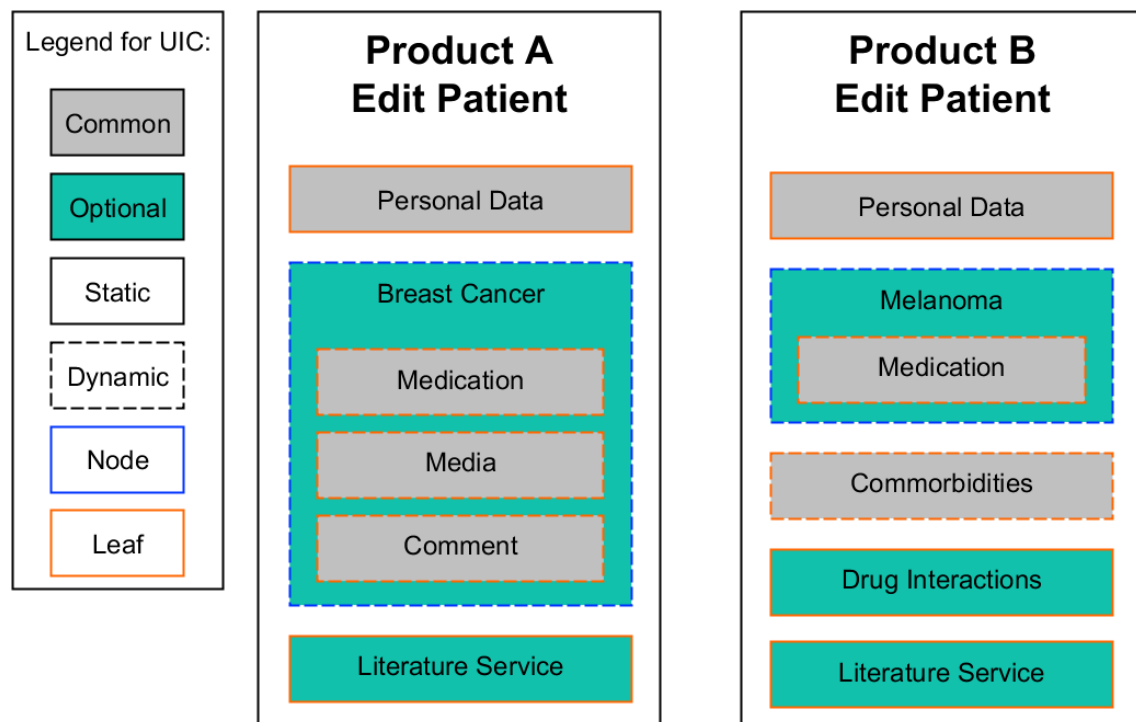 Legend for UIC:
Common
Optional
Static
Dynamic
Node
Leaf
Product A
Edit Patient
Personal Data
Breast Cancer
Medication
Media
Comment
Literature Service
Product B
Edit Patient
Personal Data
Melanoma
Medication
Commorbidities
Drug Interactions
Literature Service